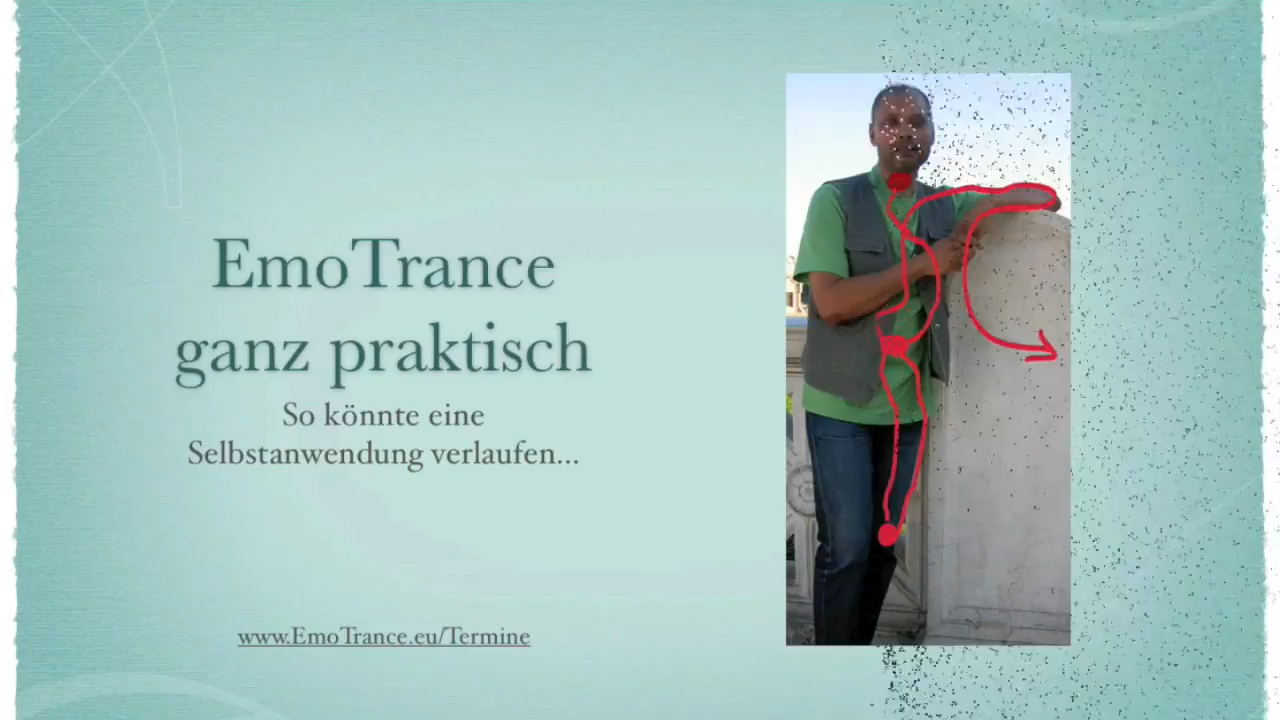 EmoTrance
ganz praktisch
So könnte eine
Selbstanwendung verlaufen...
www.EmoTrance.eu/Termine